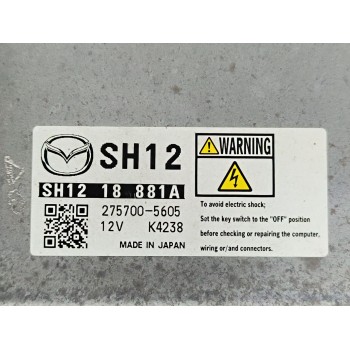 SH12
SH12 18 881A
275700-5605
12V K4238
MADE IN JAPAN
WARNING
To avoid electric shock;
Set the key switch to the "OFF" position
before checking or repairing the computer,
wiring or/and connectors.